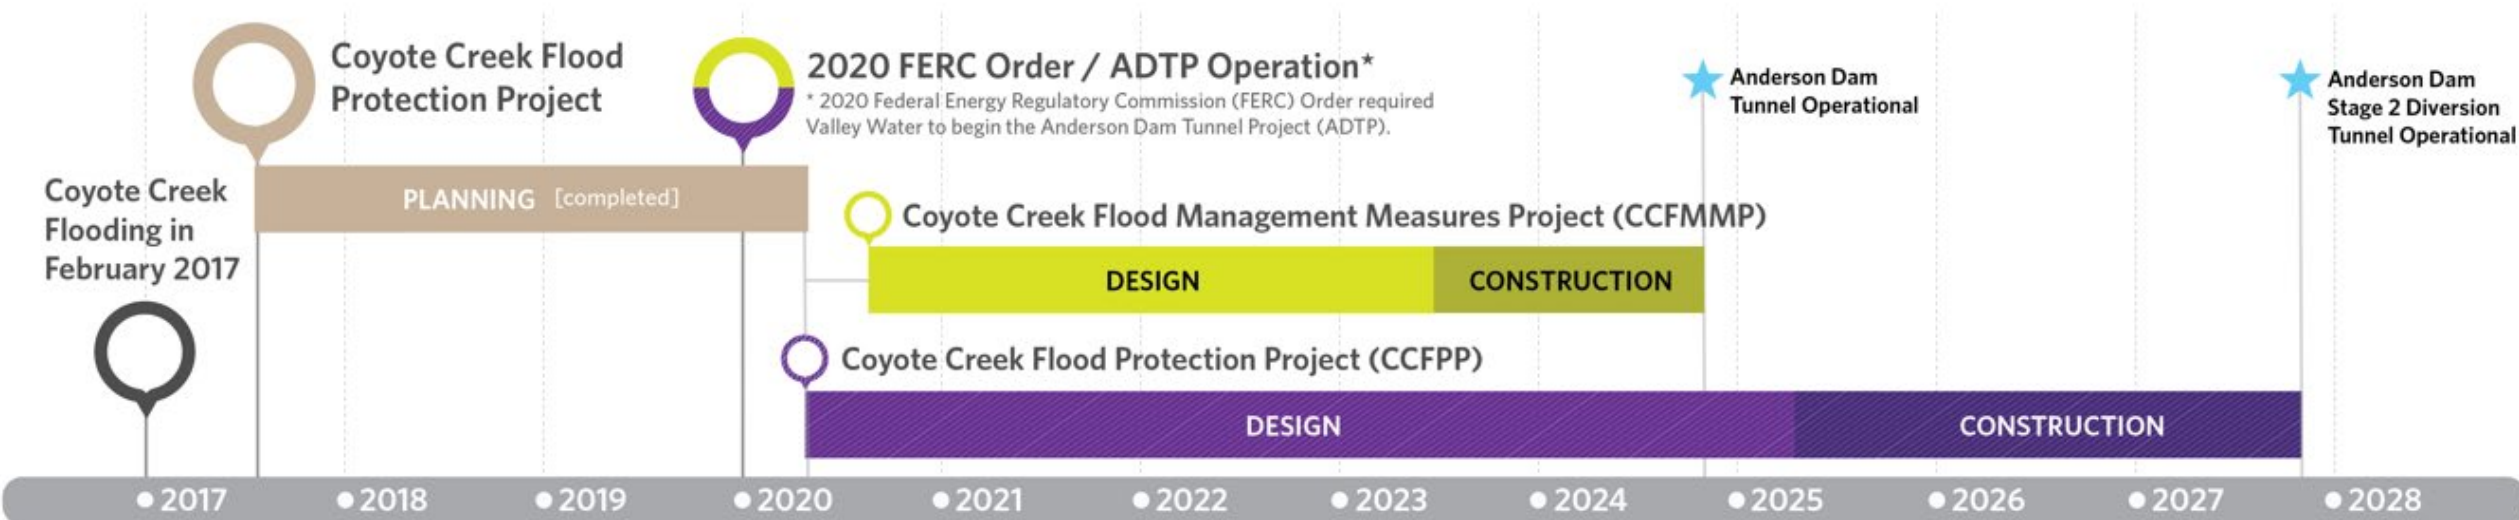 Coyote Creek Flood
Protection Project
2020 FERC Order / ADTP Operation*
* 2020 Federal Energy Regulatory Commission (FERC) Order required
Valley Water to begin the Anderson Dam Tunnel Project (ADTP).
Anderson Dam
Tunnel Operational
Anderson Dam
Stage 2 Diversion
Tunnel Operational
Coyote Creek
Flooding in
February 2017
PLANNING [completed]
Coyote Creek Flood Management Measures Project (CCFMMP)
DESIGN CONSTRUCTION
Coyote Creek Flood Protection Project (CCFPP)
DESIGN CONSTRUCTION
2017 2018 2019 2020 2021 2022 2023 2024 2025 2026 2027 2028